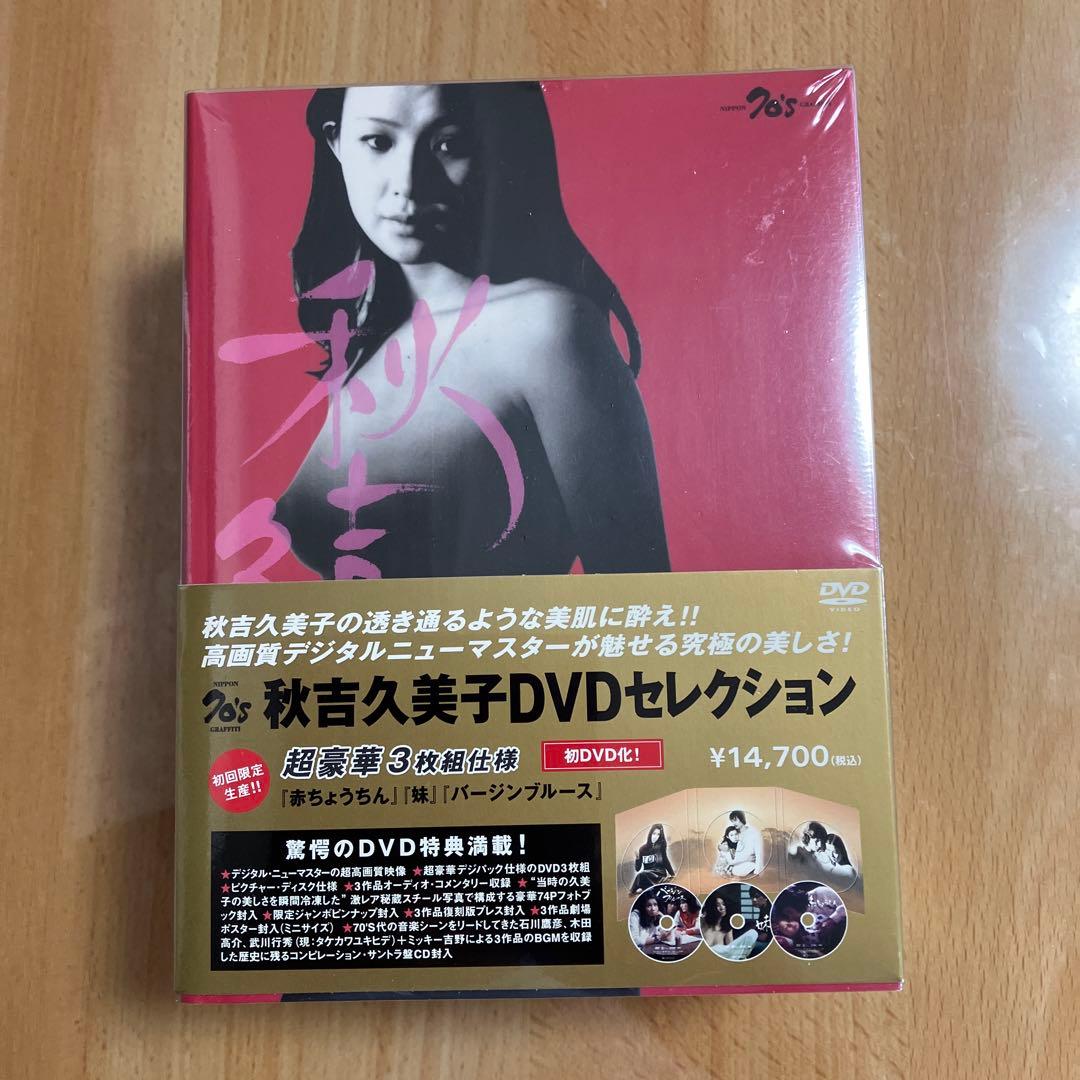 NIPPON 70's GRAFFITI
秋吉
DVD
VIDEO
秋吉久美子の透き通るような美肌に酔え!!
高画質デジタルニューマスターが魅せる究極の美しさ!
NIPPON
70's
GRAFFITI
秋吉久美子DVDセレクション
初回限定
生産!!
超豪華3枚組仕様
初DVD化!
¥14,700(税込)
『赤ちょうちん』『妹』『バージンブルース』
驚愕のDVD特典満載!
★デジタル・ニューマスターの超高画質映像 ★超豪華デジパック仕様のDVD3枚組
★ピクチャー・ディスク仕様 ★3作品オーディオ・コメンタリー収録 ★“当時の久美
子の美しさを瞬間冷凍した”激レア秘蔵スチール写真で構成する豪華74Pフォトブ
ック封入 ★限定ジャンボピンナップ封入 ★3作品復刻版プレス封入 ★3作品劇場
ポスター封入(ミニサイズ) ★70'S代の音楽シーンをリードしてきた石川鷹彦、木田
高介、武川行秀(現:タケカワユキヒデ)+ミッキー吉野による3作品のBGMを収録
した歴史に残るコンピレーション・サントラ盤CD封入